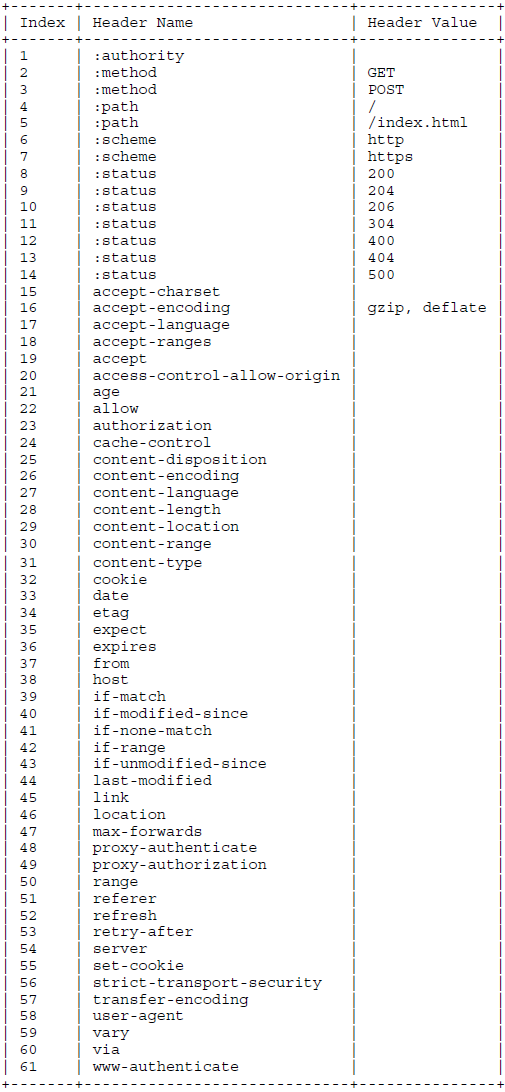 +-------+-----------------------------+---------------+
| Index | Header Name | Header Value |
+-------+-----------------------------+---------------+
| 1 | :authority | |
| 2 | :method | GET |
| 3 | :method | POST |
| 4 | :path | / |
| 5 | :path | /index.html |
| 6 | :scheme | http |
| 7 | :scheme | https |
| 8 | :status | 200 |
| 9 | :status | 204 |
| 10 | :status | 206 |
| 11 | :status | 304 |
| 12 | :status | 400 |
| 13 | :status | 404 |
| 14 | :status | 500 |
| 15 | accept-charset | |
| 16 | accept-encoding | gzip, deflate |
| 17 | accept-language | |
| 18 | accept-ranges | |
| 19 | accept | |
| 20 | access-control-allow-origin | |
| 21 | age | |
| 22 | allow | |
| 23 | authorization | |
| 24 | cache-control | |
| 25 | content-disposition | |
| 26 | content-encoding | |
| 27 | content-language | |
| 28 | content-length | |
| 29 | content-location | |
| 30 | content-range | |
| 31 | content-type | |
| 32 | cookie | |
| 33 | date | |
| 34 | etag | |
| 35 | expect | |
| 36 | expires | |
| 37 | from | |
| 38 | host | |
| 39 | if-match | |
| 40 | if-modified-since | |
| 41 | if-none-match | |
| 42 | if-range | |
| 43 | if-unmodified-since | |
| 44 | last-modified | |
| 45 | link | |
| 46 | location | |
| 47 | max-forwards | |
| 48 | proxy-authenticate | |
| 49 | proxy-authorization | |
| 50 | range | |
| 51 | referer | |
| 52 | refresh | |
| 53 | retry-after | |
| 54 | server | |
| 55 | set-cookie | |
| 56 | strict-transport-security | |
| 57 | transfer-encoding | |
| 58 | user-agent | |
| 59 | vary | |
| 60 | via | |
| 61 | www-authenticate | |
+-------+-----------------------------+---------------+